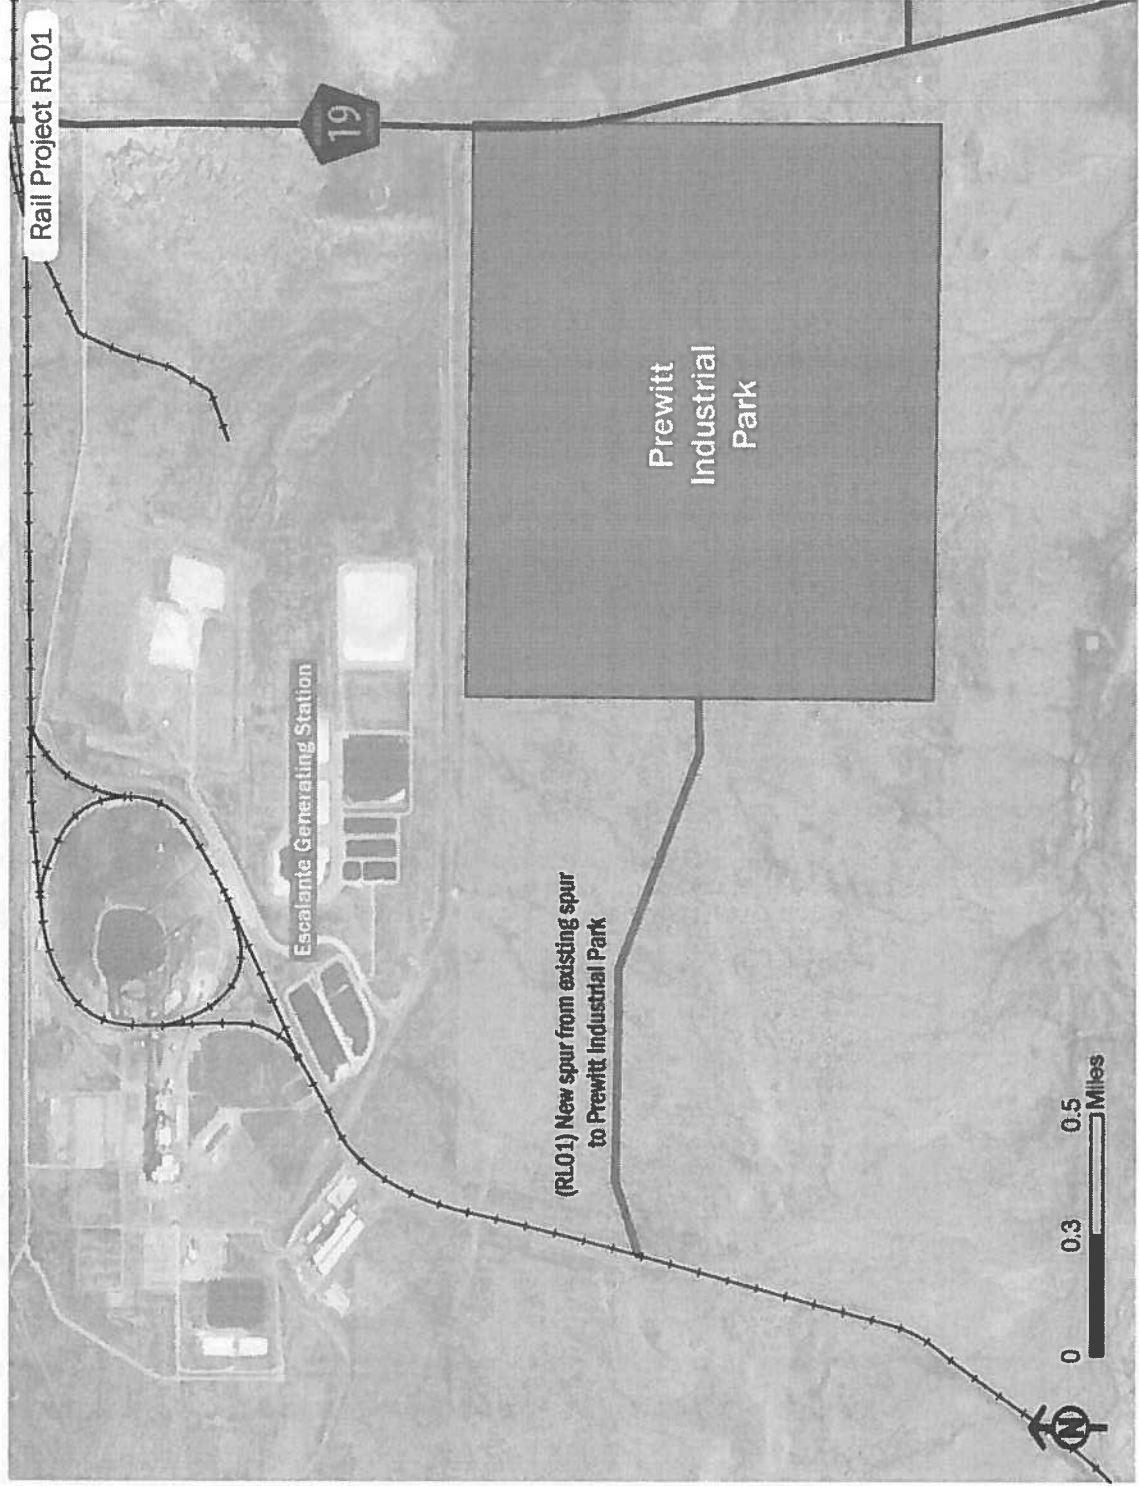 Rail Project RL01
19
Escalante Generating Station
Prewitt
Industrial
Park
(RL01) New spur from existing spur
to Prewitt Industrial Park
N
0 0.3 0.5
Miles